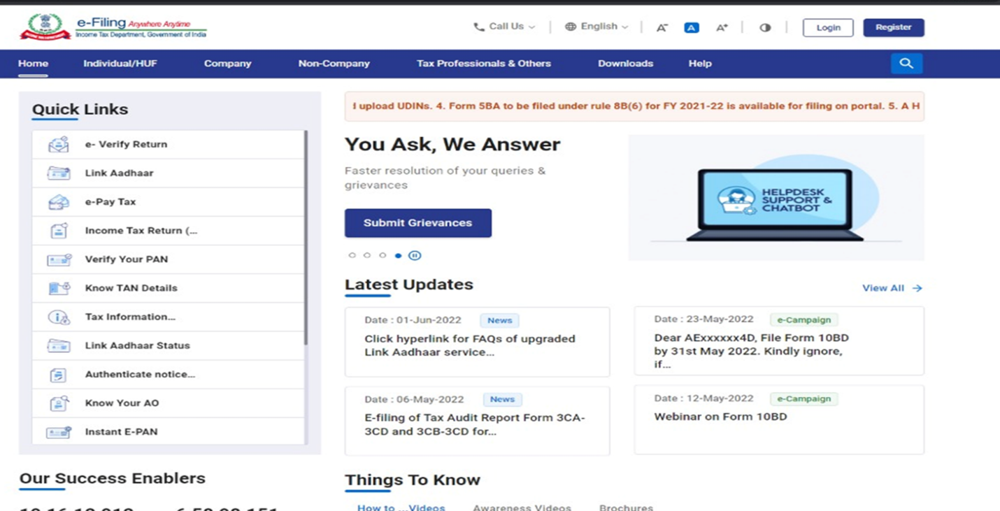 e-Filing Anywhere Anytime
Income Tax Department, Government of India
Call Us
English
A-
A
A+
Login
Register
Home
Individual/HUF
Company
Non-Company
Tax Professionals & Others
Downloads
Help
Quick Links
e- Verify Return
Link Aadhaar
e-Pay Tax
Income Tax Return (...
Verify Your PAN
Know TAN Details
Tax Information...
Link Aadhaar Status
Authenticate notice...
Know Your AO
Instant E-PAN
Our Success Enablers
upload UDINs. 4. Form 5BA to be filed under rule 8B(6) for FY 2021-22 is available for filing on portal. 5. A H
You Ask, We Answer
Faster resolution of your queries &
grievances
Submit Grievances
HELPDESK
SUPPORT &
CHATBOT
Latest Updates
View All
Date : 01-Jun-2022 News
Click hyperlink for FAQs of upgraded
Link Aadhaar service...
Date : 23-May-2022 e-Campaign
Dear AExxxxxx4D, File Form 10BD
by 31st May 2022. Kindly ignore,
if...
Date : 06-May-2022 News
E-filing of Tax Audit Report Form 3CA-
3CD and 3CB-3CD for...
Date : 12-May-2022 e-Campaign
Webinar on Form 10BD
Things To Know
How to ...Videos
Awareness Videos
Brochures